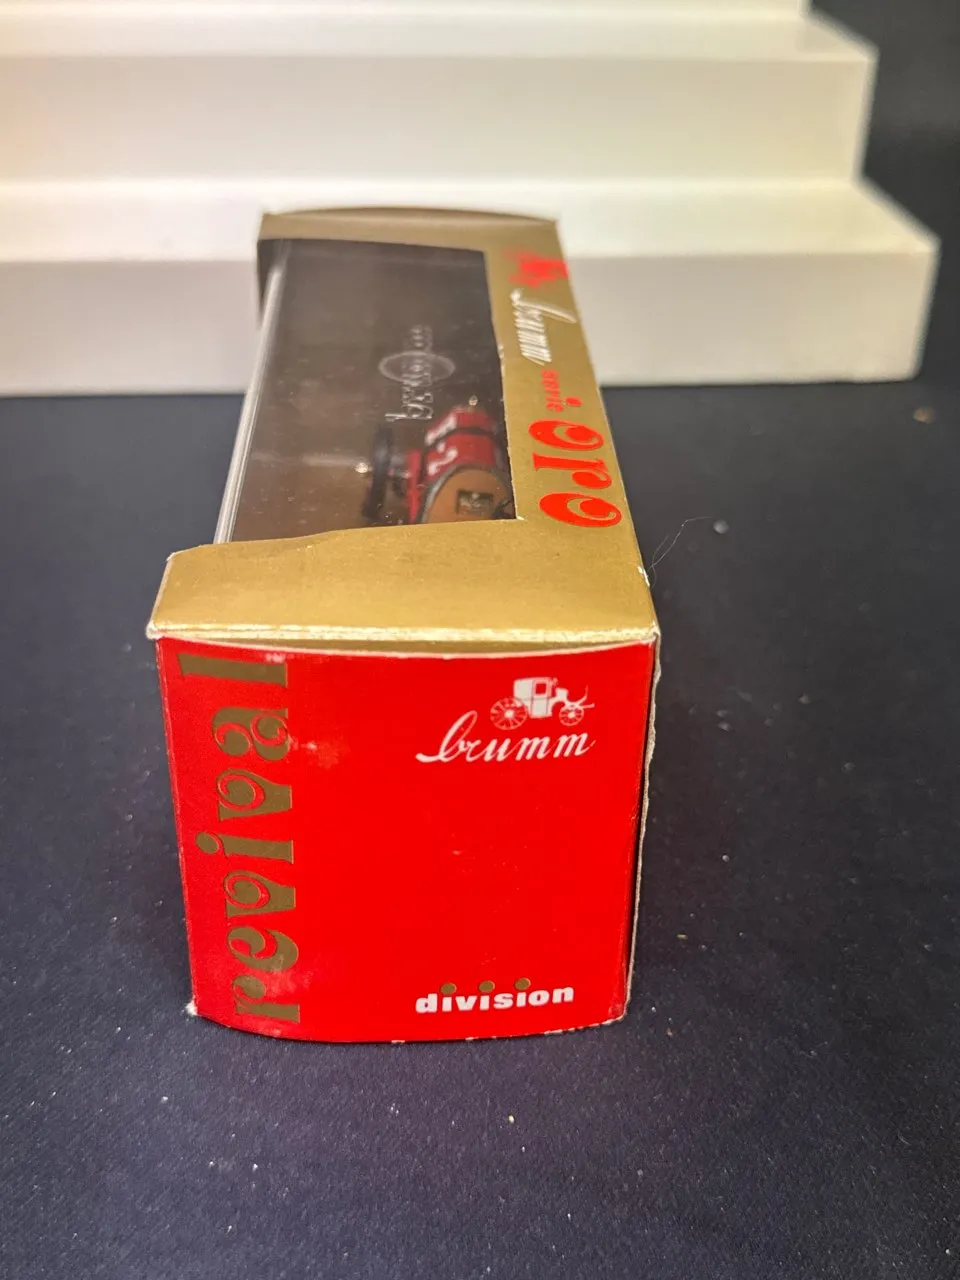 brumm
serie
oro
revival
brumm
division